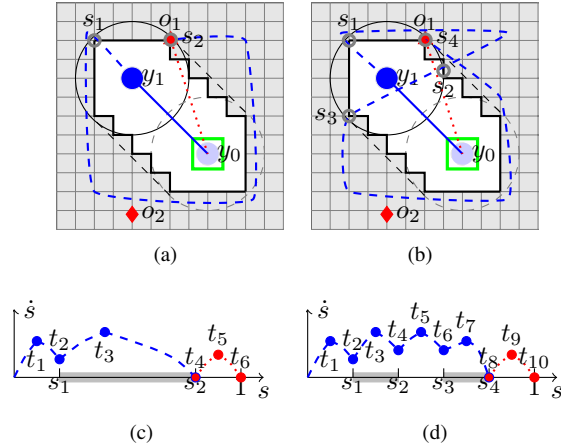 s₁ o₁
s₂
y₁
y₀
o₂
(a)
s₁ o₁
s₄
y₁ s₂
s₃
y₀
o₂
(b)
ṡ
t₁ t₂ t₃ t₄ t₅ t₆
s₁ s₂ 1 s
(c)
ṡ
t₁ t₂ t₃ t₄ t₅ t₆ t₇ t₈ t₉ t₁₀
s₁ s₂ s₃ s₄ 1 s
(d)